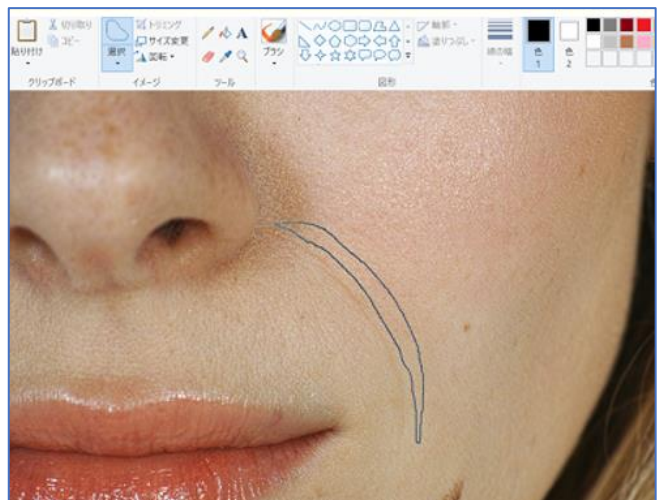 切り取り
コピー
貼り付け
クリップボード
選択
トリミング
サイズ変更
回転
イメージ
A
ツール
ブラシ
輪郭
塗りつぶし
図形
線の幅
色
1
色
2